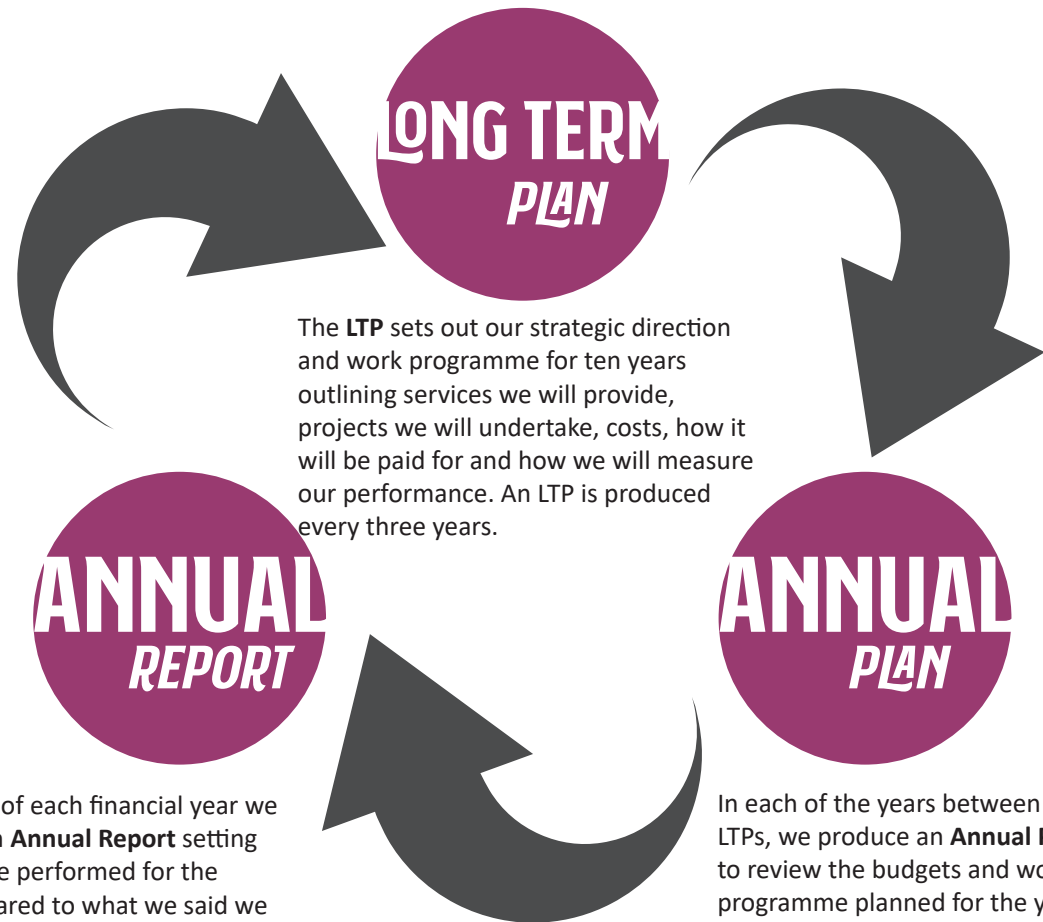 LONG TERM
PLAN
The LTP sets out our strategic direction
and work programme for ten years
outlining services we will provide,
projects we will undertake, costs, how it
will be paid for and how we will measure
our performance. An LTP is produced
every three years.
ANNUAL
REPORT
ANNUAL
PLAN
of each financial year we
Annual Report setting
performed for the
to what we said we
In each of the years between
LTPs, we produce an Annual
to review the budgets and
programme planned for the